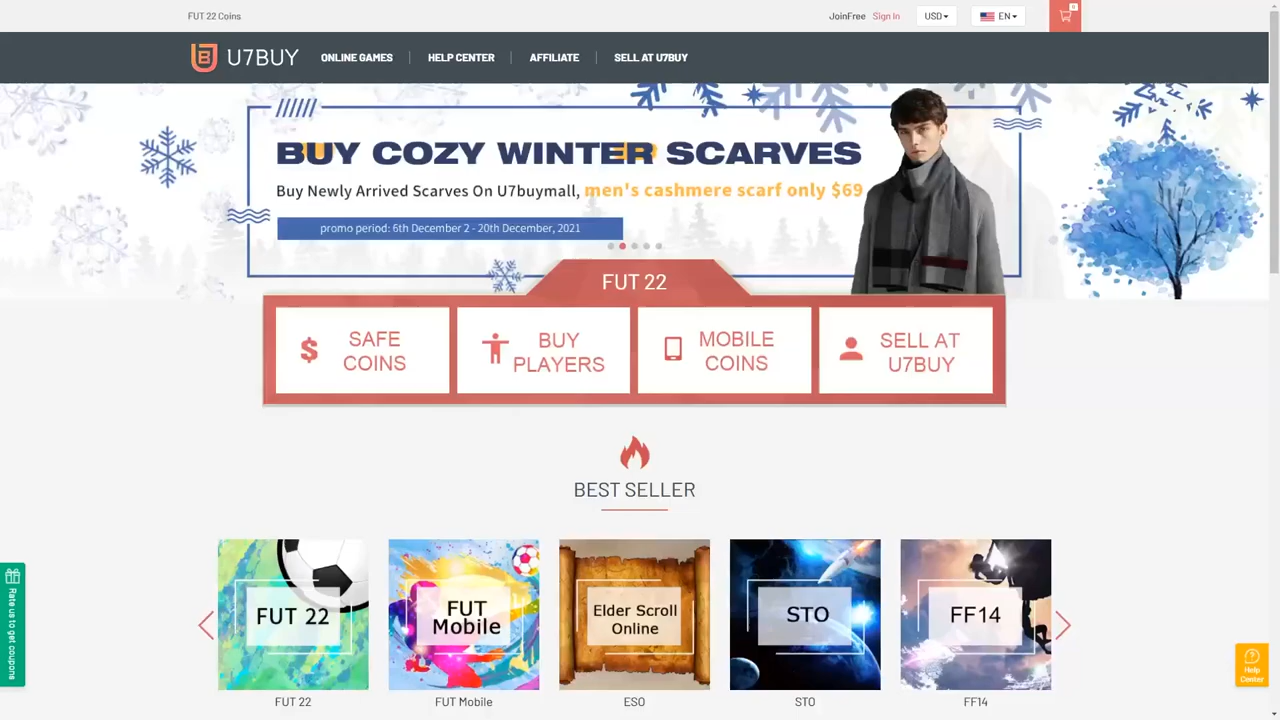 FUT 22 Coins
JoinFree Sign In USD EN 0
U7BUY ONLINE GAMES HELP CENTER AFFILIATE SELL AT U7BUY
BUY COZY WINTER SCARVES
Buy Newly Arrived Scarves On U7buymall, men's cashmere scarf only $69
promo period: 6th December 2 - 20th December, 2021
FUT 22
SAFE
COINS
BUY
PLAYERS
MOBILE
COINS
SELL AT
U7BUY
BEST SELLER
FUT 22
FUT
Mobile
Elder Scroll
Online
STO
FF14
FUT 22 FUT Mobile ESO STO FF14
Rate us to get coupons
Help
Center